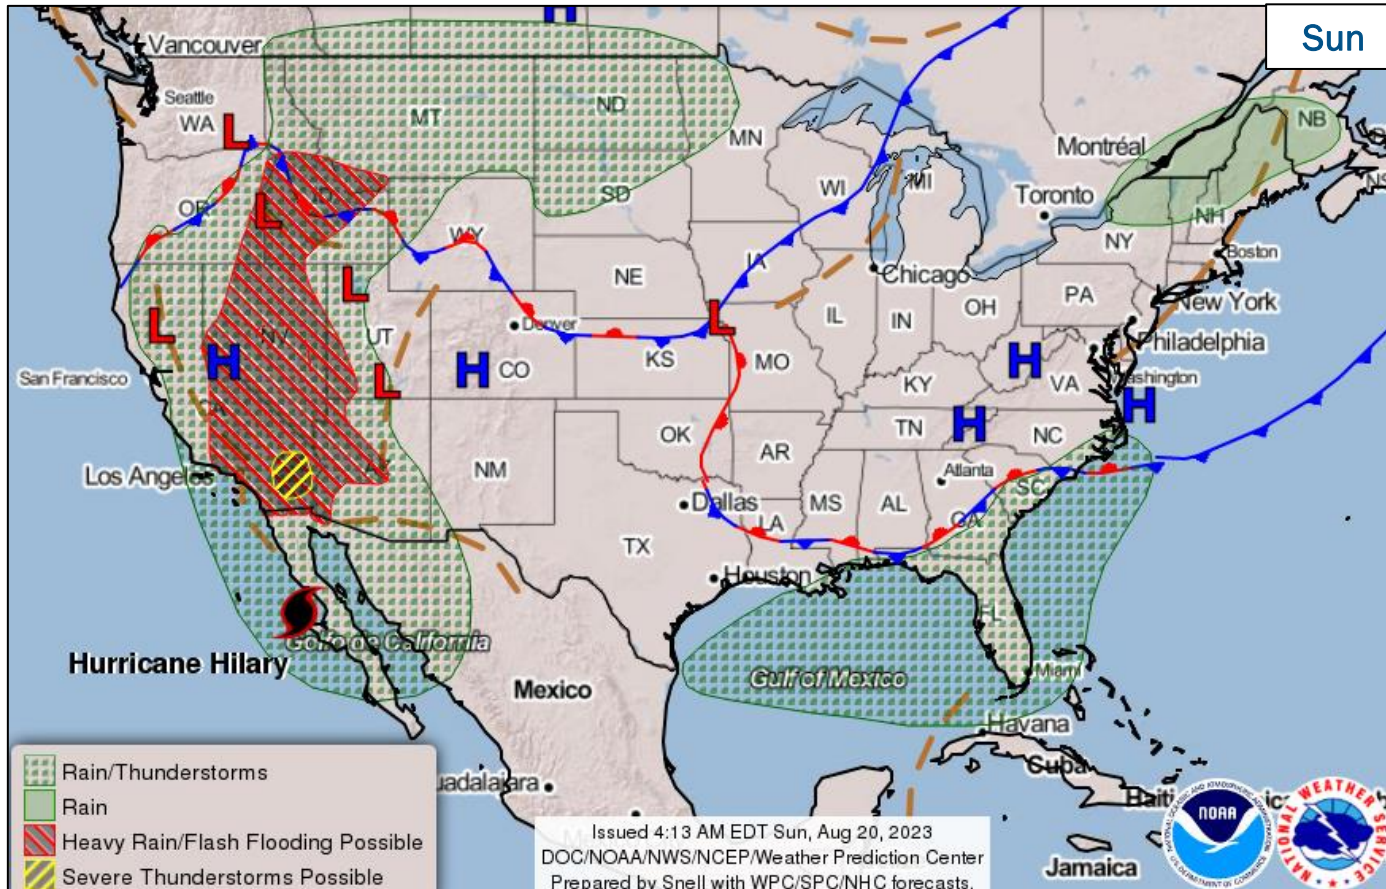 Sun
H
Vancouver
Seattle
WA
L
MT
ND
MN
Montréal
NB
OR
L
SD
WI
MI
Toronto
NH
WY
NY
Boston
L
NE
IA
Chicago
New York
L
NV
UT
Denver
L
IL
IN
OH
PA
Philadelphia
San Francisco
H
H
CO
KS
MO
H
VA
KY
L
H
H
TN
NC
OK
AR
Los Angeles
NM
Dallas
MS
AL
Atlanta
SC
GA
LA
TX
Houston
FL
Golfo de California
Hurricane Hilary
Mexico
Gulf of Mexico
Miami
Havana
Cuba
Rain/Thunderstorms
Rain
Heavy Rain/Flash Flooding Possible
Severe Thunderstorms Possible
uadalajara
Haiti
Jamaica
Issued 4:13 AM EDT Sun, Aug 20, 2023
DOC/NOAA/NWS/NCEP/Weather Prediction Center
Prepared by Snell with WPC/SPC/NHC forecasts.
NOAA
NATIONAL WEATHER SERVICE